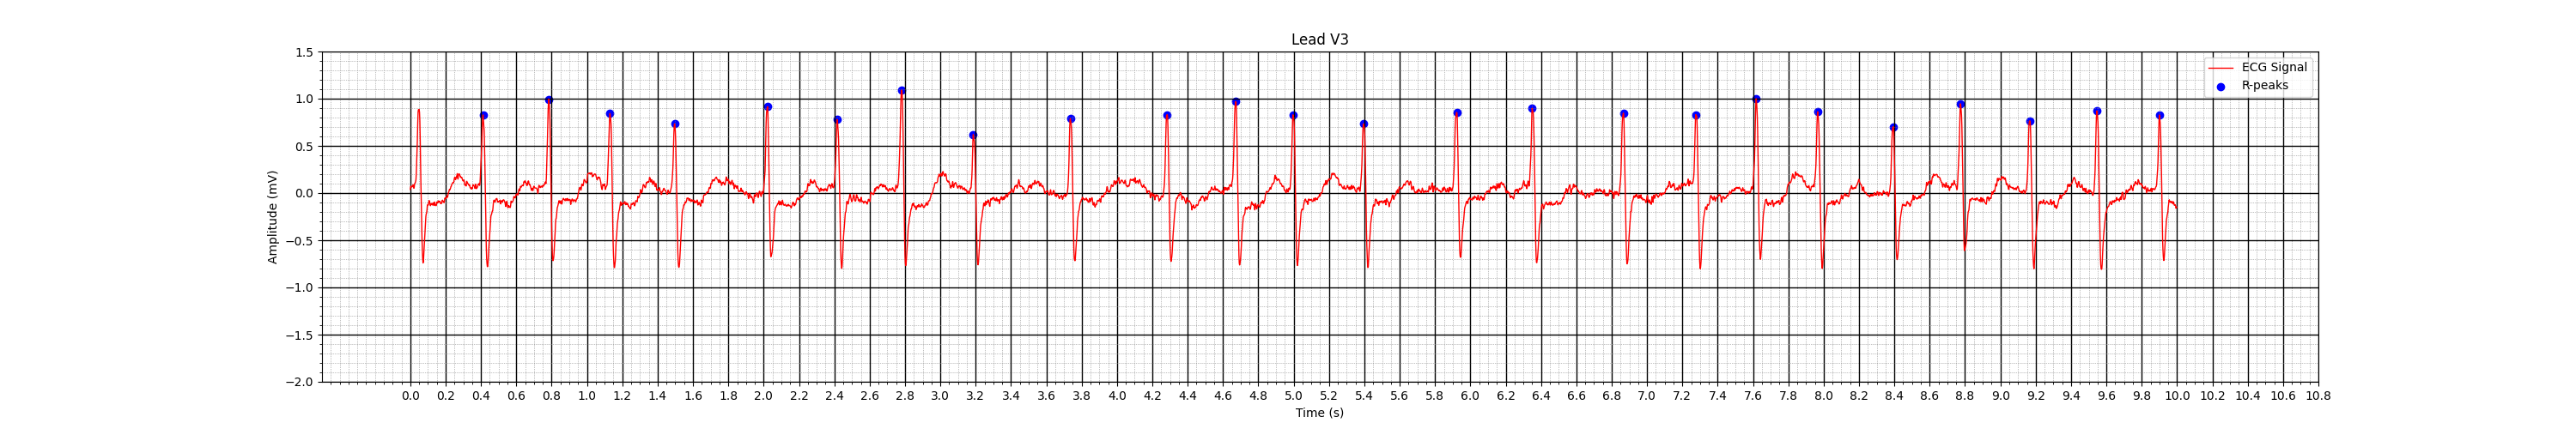 Lead V3
ECG Signal
R-peaks
1.5
1.0
0.5
0.0
−0.5
−1.0
−1.5
−2.0
Amplitude (mV)
0.0 0.2 0.4 0.6 0.8 1.0 1.2 1.4 1.6 1.8 2.0 2.2 2.4 2.6 2.8 3.0 3.2 3.4 3.6 3.8 4.0 4.2 4.4 4.6 4.8 5.0 5.2 5.4 5.6 5.8 6.0 6.2 6.4 6.6 6.8 7.0 7.2 7.4 7.6 7.8 8.0 8.2 8.4 8.6 8.8 9.0 9.2 9.4 9.6 9.8 10.0 10.2 10.4 10.6 10.8
Time (s)